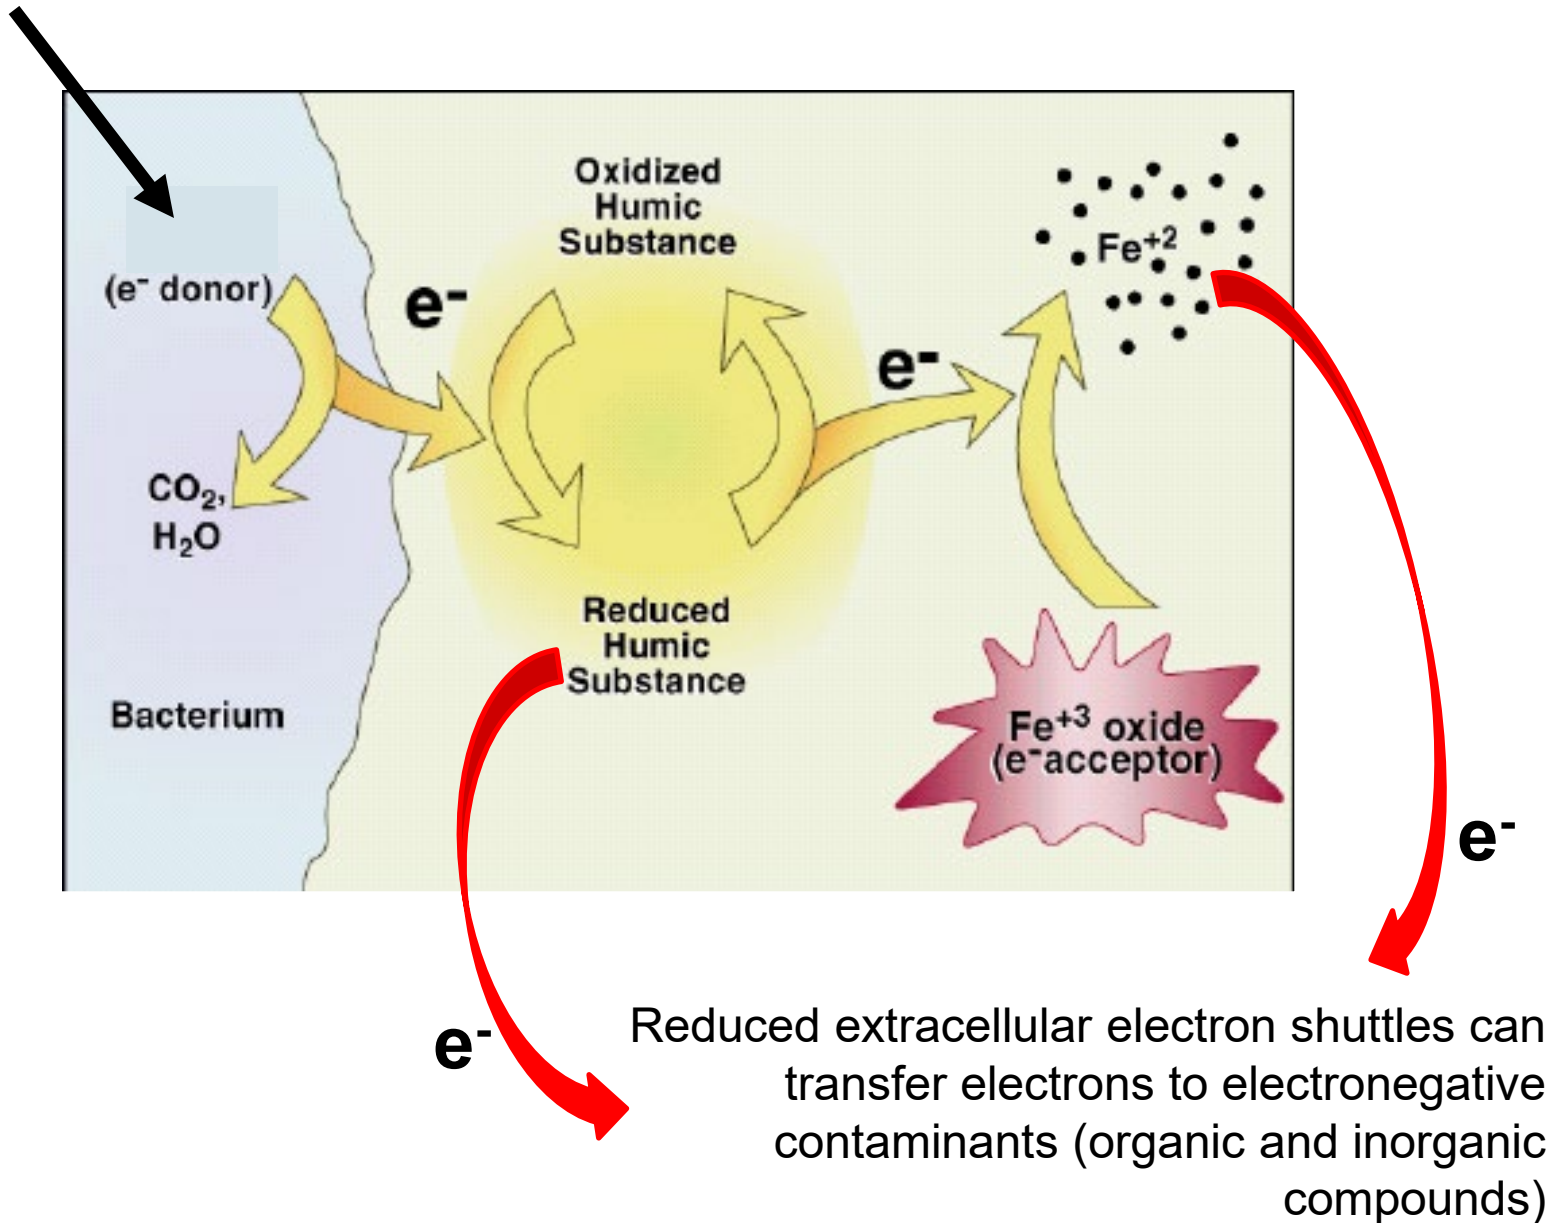 Oxidized
Humic
Substance
Fe+2
(e- donor)
e-
e-
CO2,
H2O
Reduced
Humic
Substance
Bacterium
Fe+3 oxide
(e-acceptor)
e-
e-
Reduced extracellular electron shuttles can
transfer electrons to electronegative
contaminants (organic and inorganic
compounds)